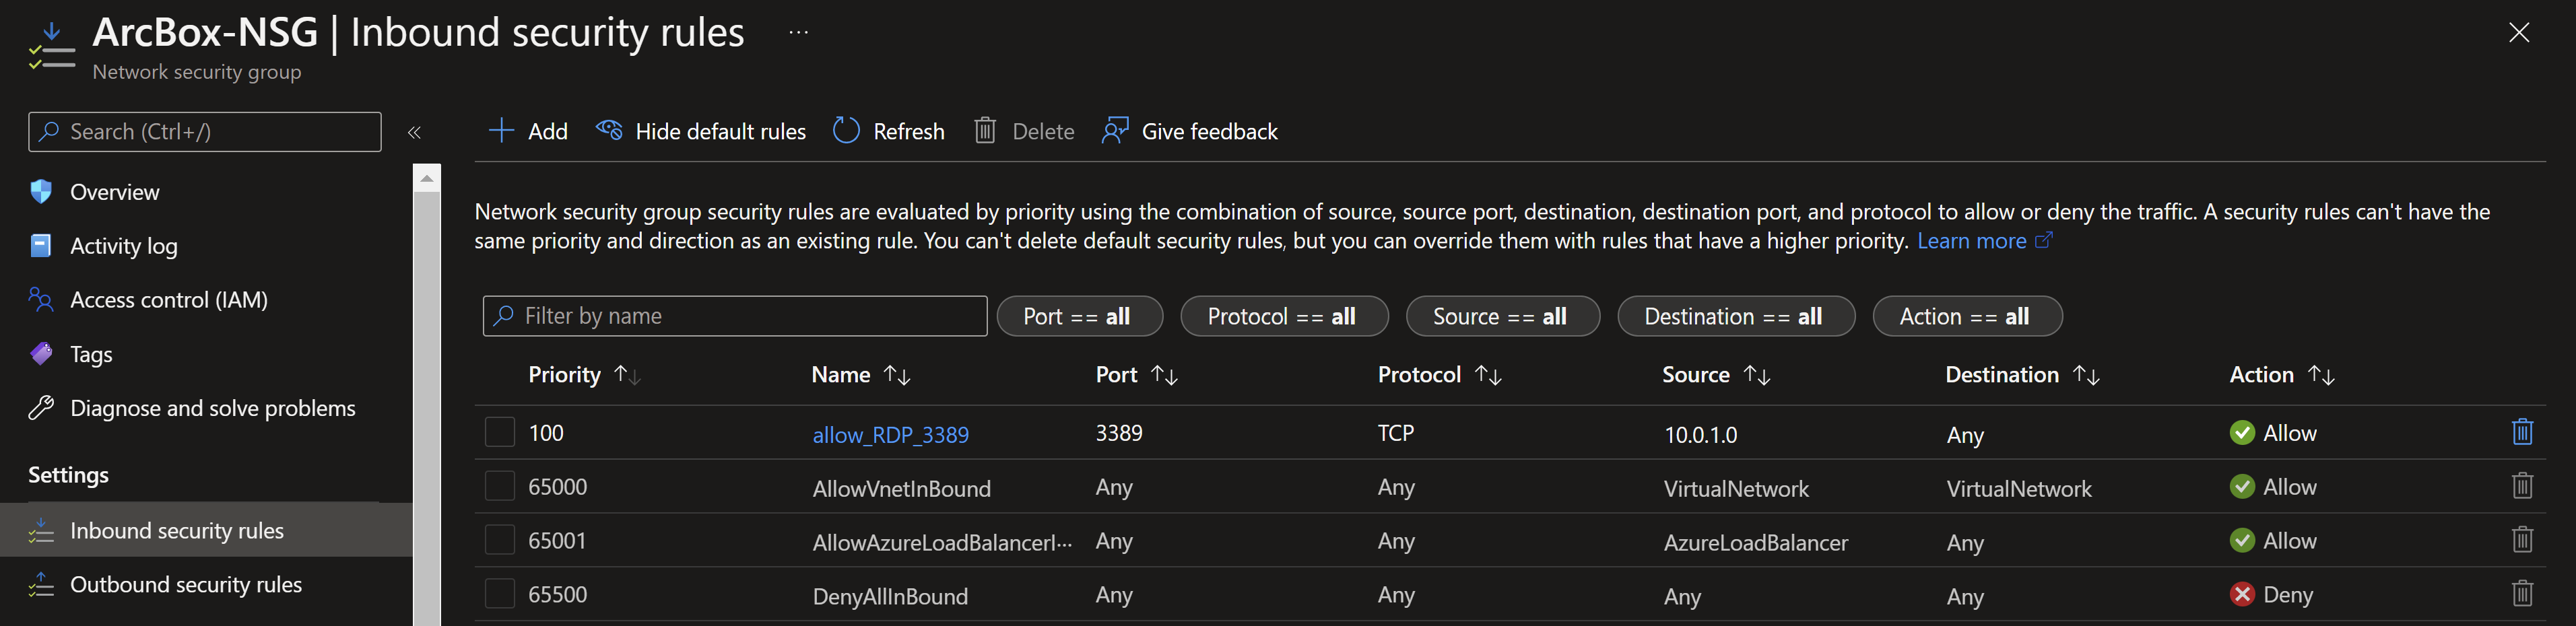 ArcBox-NSG | Inbound security rules ...
Network security group
Search (Ctrl+/) «
Add Hide default rules Refresh Delete Give feedback
Overview
Activity log
Access control (IAM)
Tags
Diagnose and solve problems
Settings
Inbound security rules
Outbound security rules
Network security group security rules are evaluated by priority using the combination of source, source port, destination, destination port, and protocol to allow or deny the traffic. A security rules can't have the
same priority and direction as an existing rule. You can't delete default security rules, but you can override them with rules that have a higher priority. Learn more
Filter by name Port == all Protocol == all Source == all Destination == all Action == all
Priority ↑↓ Name ↑↓ Port ↑↓ Protocol ↑↓ Source ↑↓ Destination ↑↓ Action ↑↓
100 allow_RDP_3389 3389 TCP 10.0.1.0 Any Allow
65000 AllowVnetInBound Any Any VirtualNetwork VirtualNetwork Allow
65001 AllowAzureLoadBalancerI... Any Any AzureLoadBalancer Any Allow
65500 DenyAllInBound Any Any Any Any Deny